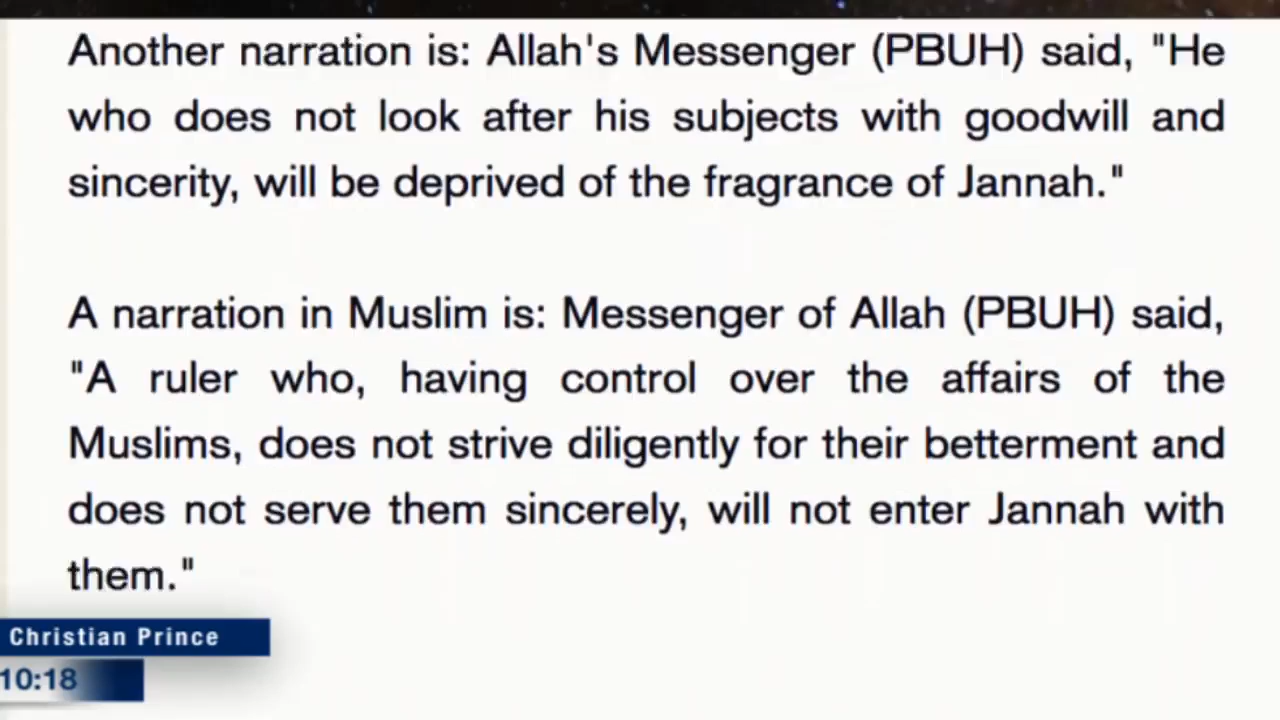 Another narration is: Allah's Messenger (PBUH) said, "He
who does not look after his subjects with goodwill and
sincerity, will be deprived of the fragrance of Jannah."
A narration in Muslim is: Messenger of Allah (PBUH) said,
"A ruler who, having control over the affairs of the
Muslims, does not strive diligently for their betterment and
does not serve them sincerely, will not enter Jannah with
them."
Christian Prince
10:18